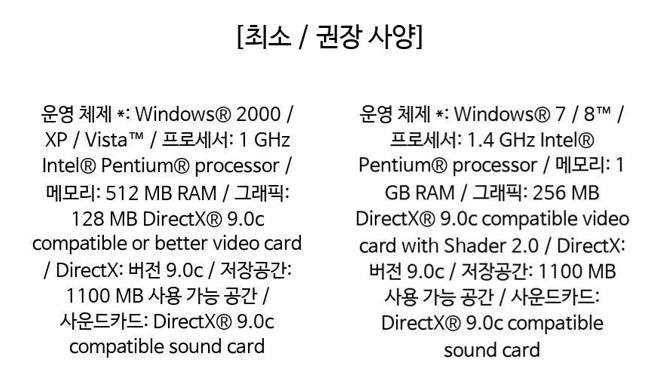 [최소 / 권장 사양]
운영 체제 *: Windows® 2000 /
XP / Vista™ / 프로세서: 1 GHz
Intel® Pentium® processor /
메모리: 512 MB RAM / 그래픽:
128 MB DirectX® 9.0c
compatible or better video card
/ DirectX: 버전 9.0c / 저장공간:
1100 MB 사용 가능 공간 /
사운드카드: DirectX® 9.0c
compatible sound card
운영 체제 *: Windows® 7 / 8™ /
프로세서: 1.4 GHz Intel®
Pentium® processor / 메모리: 1
GB RAM / 그래픽: 256 MB
DirectX® 9.0c compatible video
card with Shader 2.0 / DirectX:
버전 9.0c / 저장공간: 1100 MB
사용 가능 공간 / 사운드카드:
DirectX® 9.0c compatible
sound card